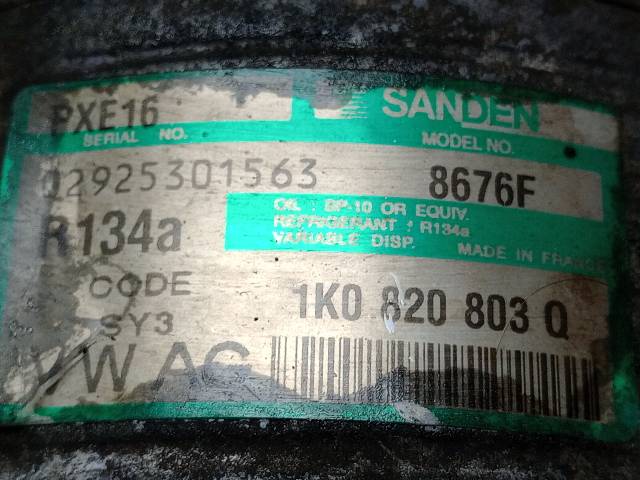 PXE16
SANDEN
SERIAL NO.
MODEL NO.
02925301563
8676F
R134a
OIL : SP-10 OR EQUIV.
REFRIGERANT : R134a
VARIABLE DISP.
MADE IN FRANCE
CODE
SY3
1K0 820 803 Q
VW AG